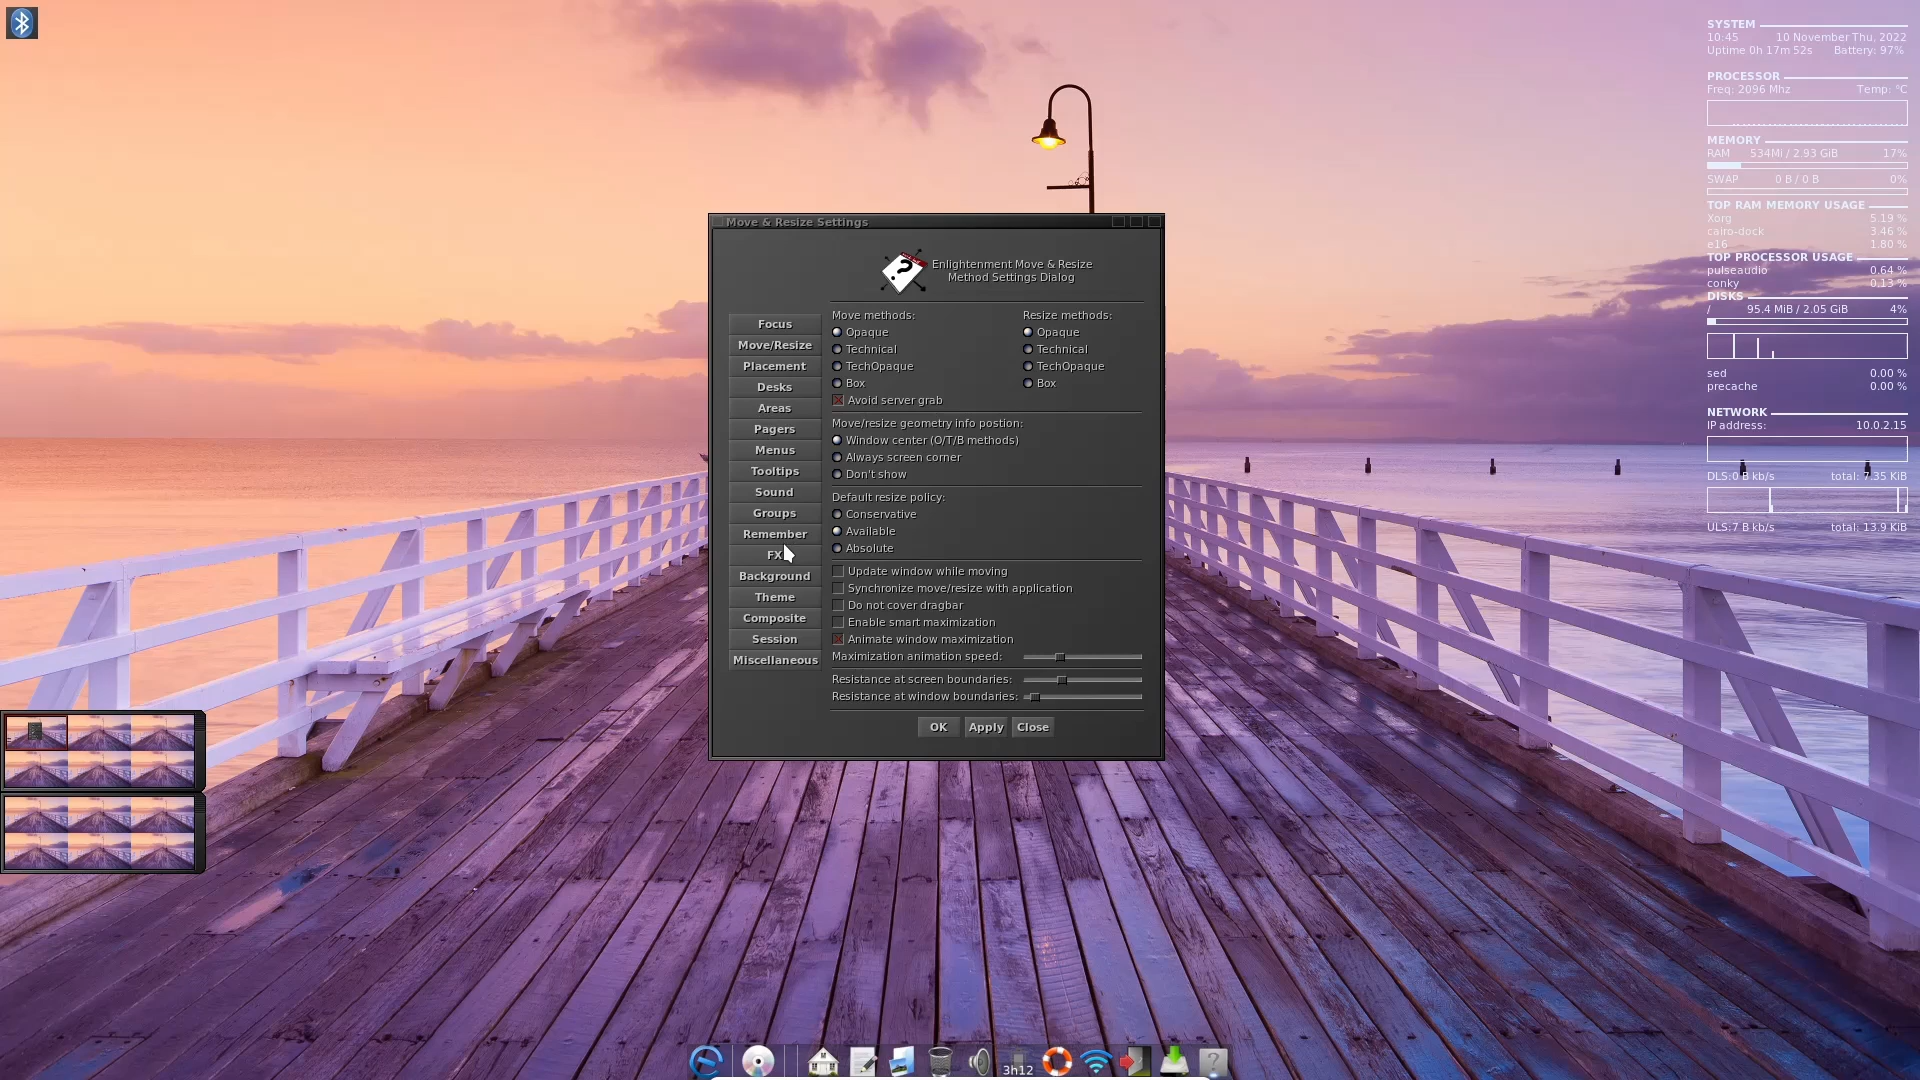 Move & Resize Settings
Enlightenment Move & Resize
Method Settings Dialog
Focus
Move/Resize
Placement
Desks
Areas
Pagers
Menus
Tooltips
Sound
Groups
Remember
FX
Background
Theme
Composite
Session
Miscellaneous
Move methods:
Opaque
Technical
TechOpaque
Box
Resize methods:
Opaque
Technical
TechOpaque
Box
Avoid server grab
Move/resize geometry info postion:
Window center (O/T/B methods)
Always screen corner
Don't show
Default resize policy:
Conservative
Available
Absolute
Update window while moving
Synchronize move/resize with application
Do not cover dragbar
Enable smart maximization
Animate window maximization
Maximization animation speed:
Resistance at screen boundaries:
Resistance at window boundaries:
OK Apply Close
SYSTEM
10:45 10 November Thu, 2022
Uptime 0h 17m 52s Battery: 97%
PROCESSOR
Freq: 2096 Mhz Temp: °C
MEMORY
RAM 534MI / 2.93 GiB 17%
SWAP 0 B / 0 B 0%
TOP RAM MEMORY USAGE
Xorg 5.19 %
cairo-dock 3.46 %
e16 1.80 %
TOP PROCESSOR USAGE
pulseaudio 0.64 %
conky 0.13 %
DISKS
/ 95.4 MiB / 2.05 GiB 4%
sed 0.00 %
precache 0.00 %
NETWORK
IP address: 10.0.2.15
DLS:0 B kb/s total: 7.35 KiB
ULS:7 B kb/s total: 13.9 KiB
3h12